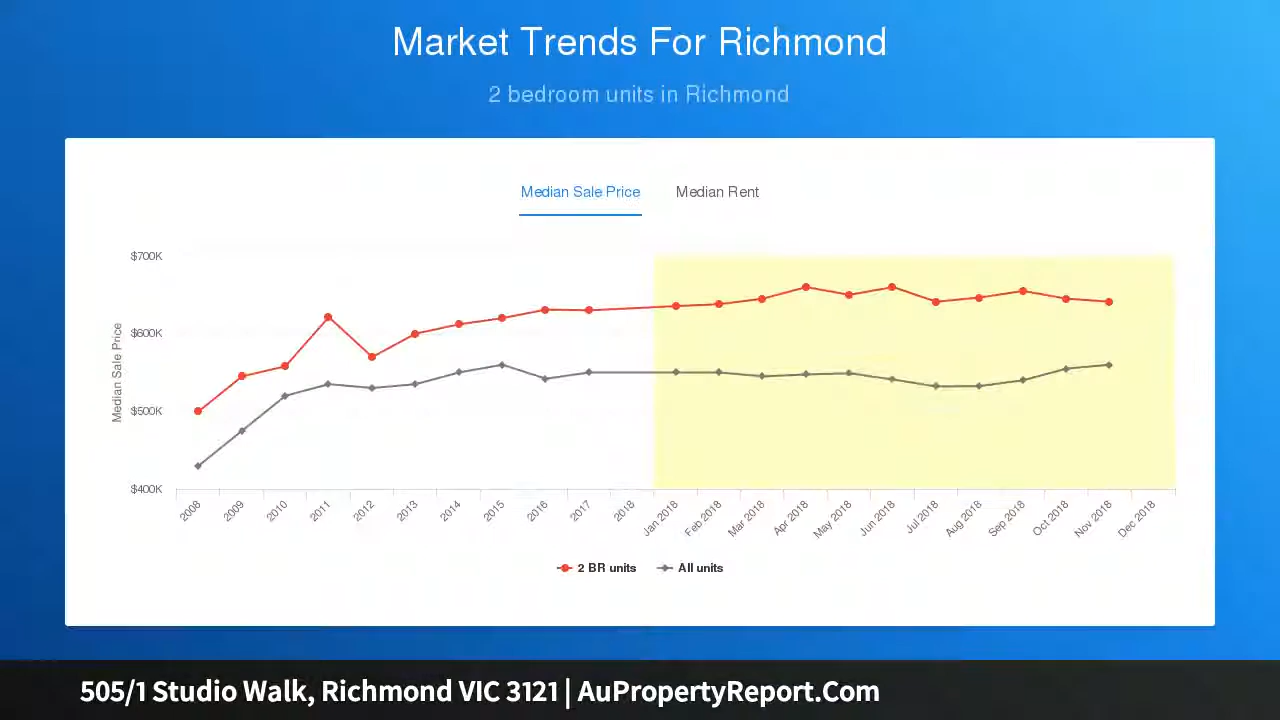 Market Trends For Richmond
2 bedroom units in Richmond
Median Sale Price Median Rent
$700K
$600K
$500K
$400K
Median Sale Price
2008 2009 2010 2011 2012 2013 2014 2015 2016 2017 2018 Jan 2018 Feb 2018 Mar 2018 Apr 2018 May 2018 Jun 2018 Jul 2018 Aug 2018 Sep 2018 Oct 2018 Nov 2018 Dec 2018
2 BR units All units
505/1 Studio Walk, Richmond VIC 3121 | AuPropertyReport.Com